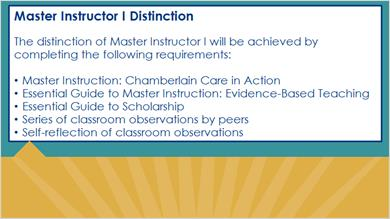 Master Instructor I Distinction
The distinction of Master Instructor I will be achieved by
completing the following requirements:
• Master Instruction: Chamberlain Care in Action
• Essential Guide to Master Instruction: Evidence-Based Teaching
• Essential Guide to Scholarship
• Series of classroom observations by peers
• Self-reflection of classroom observations